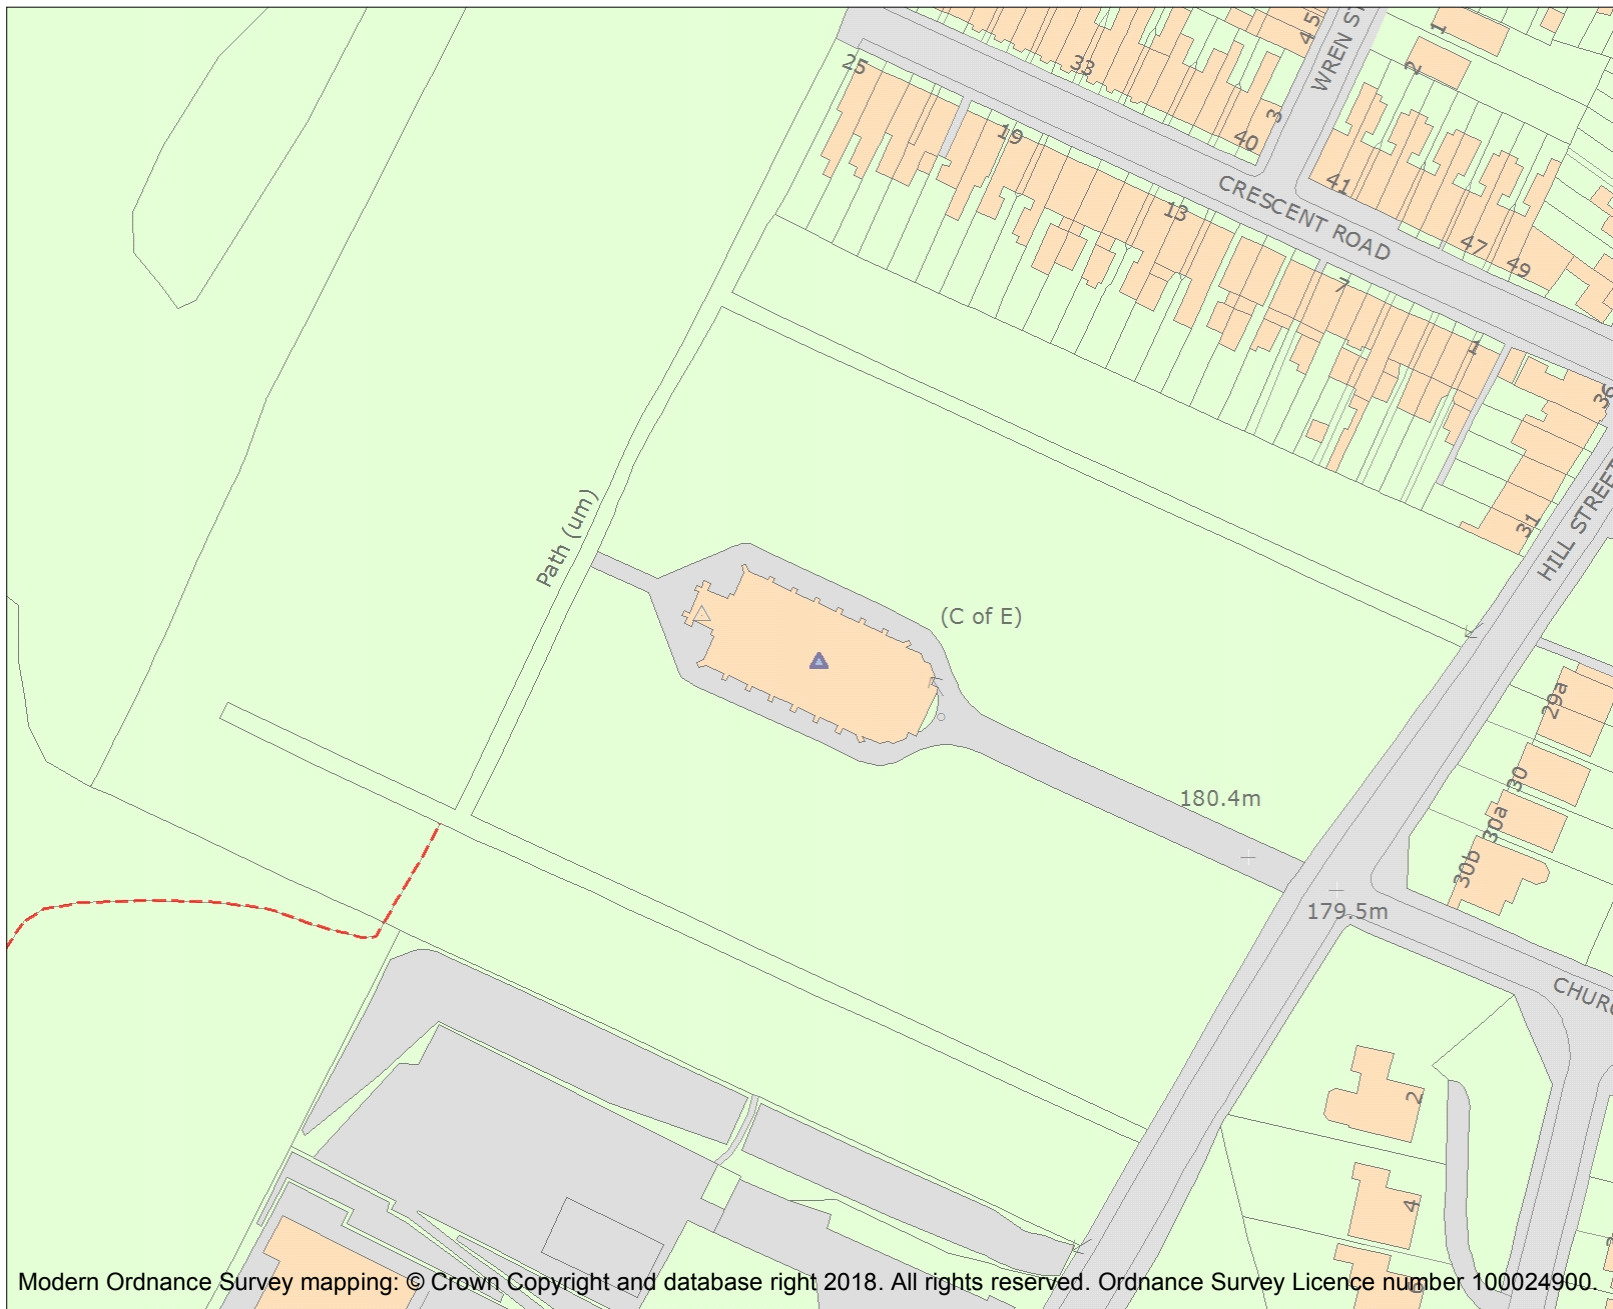 4 5
WREN ST
1
2
25
33
3
40
19
41
CRESCENT ROAD
13
47
49
7
1
36
31
HILL STREET
Path (um)
(C of E)
29a
30
30a
30b
180.4m
179.5m
CHURC
2
4
6
Modern Ordnance Survey mapping: © Crown Copyright and database right 2018. All rights reserved. Ordnance Survey Licence number 100024900.